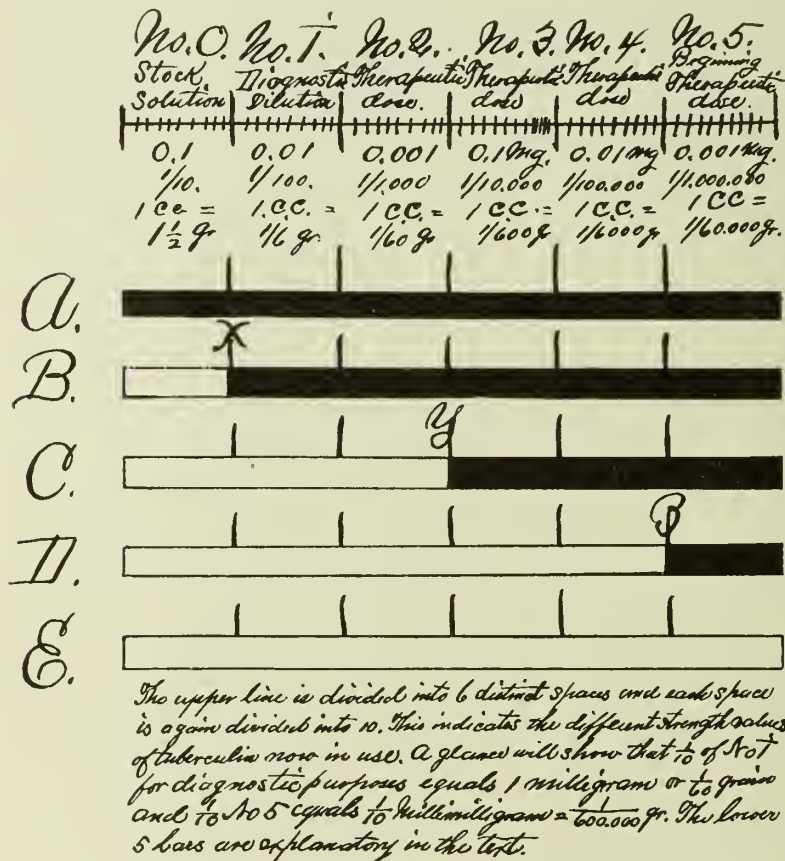 No. 0. No. 1. No. 2. No. 3. No. 4. No. 5.
Stock Diagnostic Therapeutic Therapeutic Therapeutic Begining
Solution Dilution dose. dose dose Therapeutic
dose.
0.1 0.01 0.001 0.1 Mg. 0.01 mg 0.001 Mg.
1/10. 1/100. 1/1.000 1/10.000 1/100.000 1/1.000.000
1 Cc = 1.C.C. = 1 C.C. = 1 C.C. = 1 C.C. = 1 CC =
1 1/2 gr 1/6 gr. 1/60 gr 1/600 gr 1/6000 gr 1/60.000 gr.
A.
X
B.
Y
C.
B
D.
E.
The upper line is divided into 6 distinct spaces and each space
is again divided into 10. This indicates the different strength values
of tuberculin now in use. A glance will show that 1/10 of No 1
for diagnostic purposes equals 1 milligram or 1/60 grain
and 1/10 No 5 equals 1/10 Millimilligram = 1/600.000 gr. The lower
5 bars are explanatory in the text.